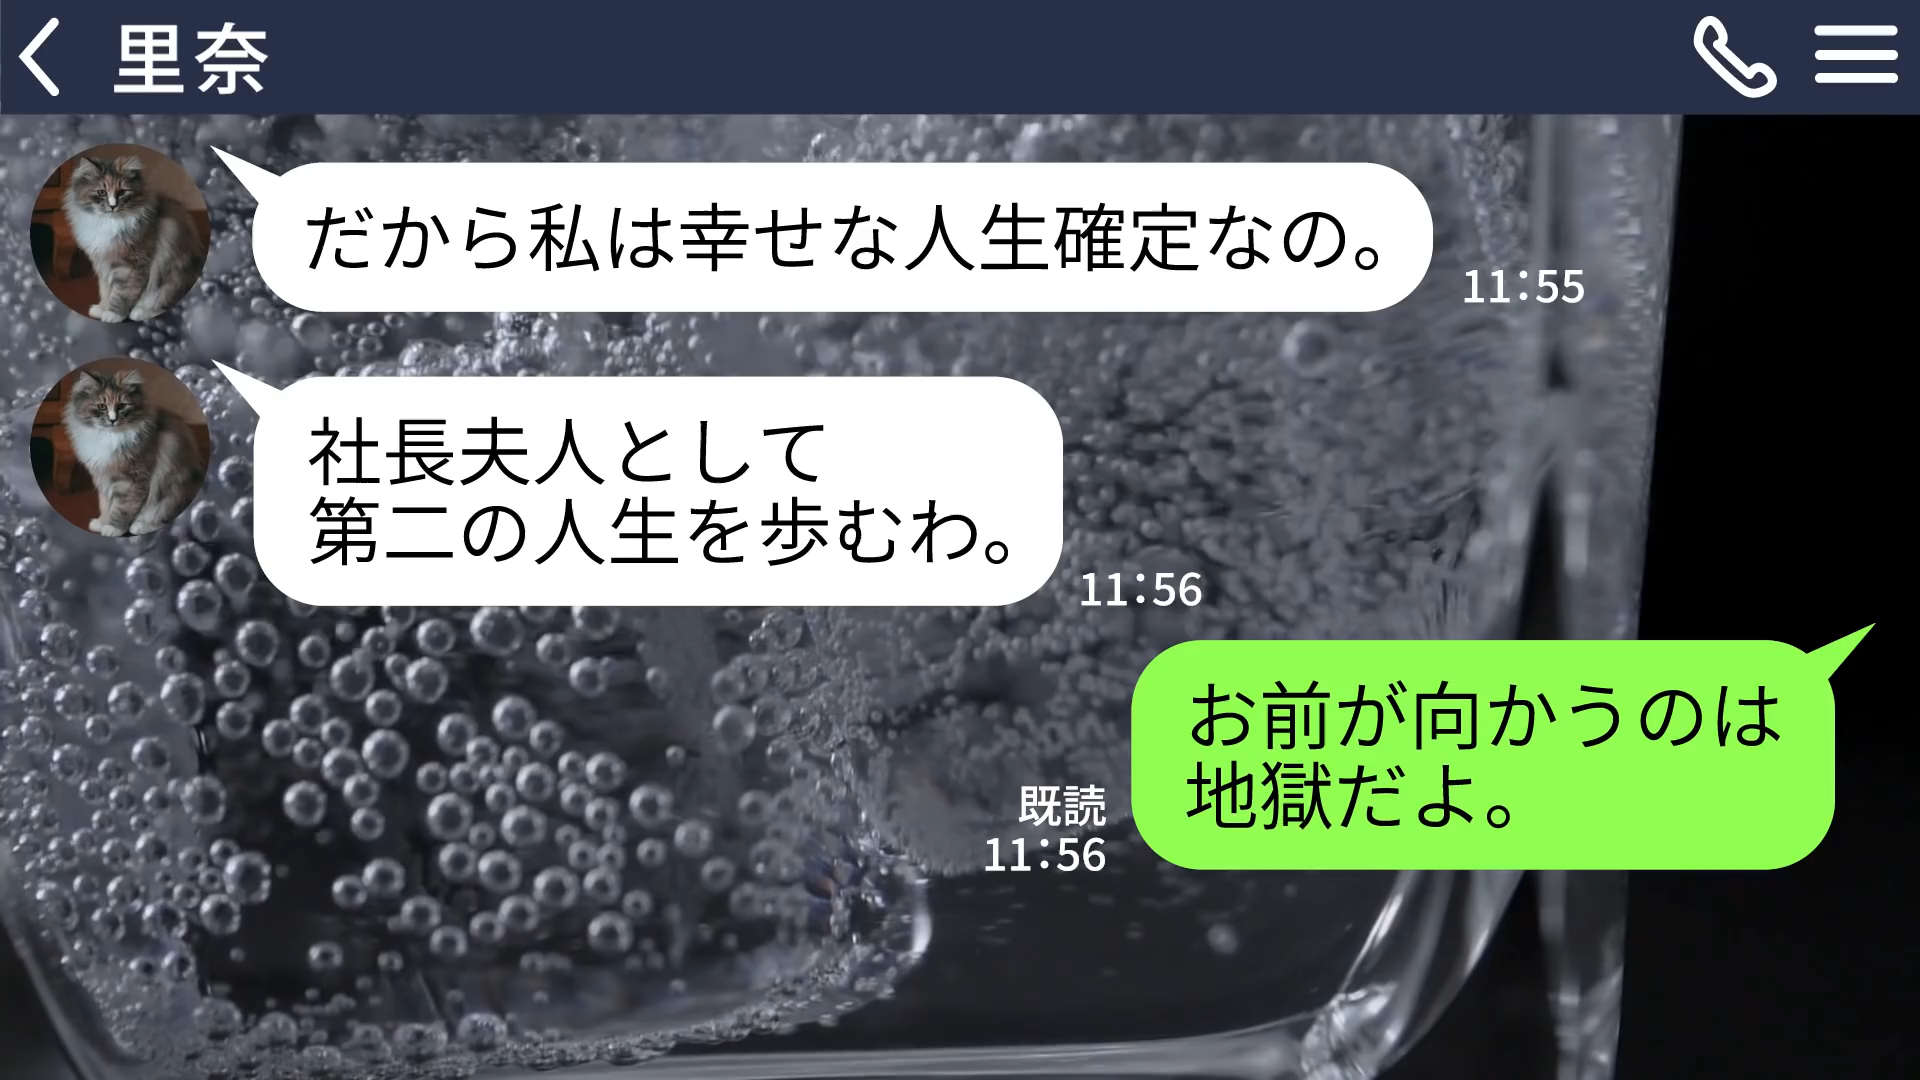 里奈
だから私は幸せな人生確定なの。
11:55
社長夫人として
第二の人生を歩むわ。
11:56
お前が向かうのは
地獄だよ。
既読
11:56